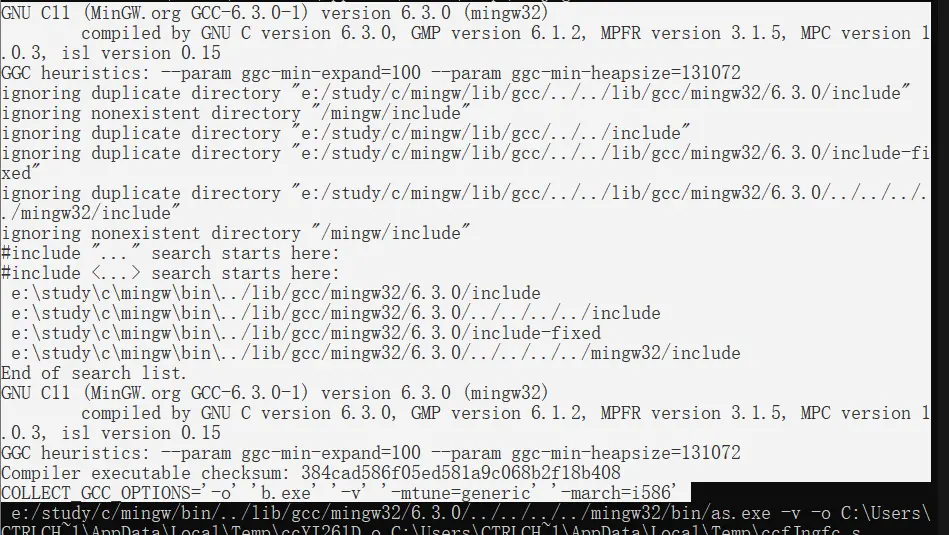 GNU C11 (MinGW.org GCC-6.3.0-1) version 6.3.0 (mingw32)
        compiled by GNU C version 6.3.0, GMP version 6.1.2, MPFR version 3.1.5, MPC version 1
.0.3, isl version 0.15
GGC heuristics: --param ggc-min-expand=100 --param ggc-min-heapsize=131072
ignoring duplicate directory "e:/study/c/mingw/lib/gcc/../../lib/gcc/mingw32/6.3.0/include"
ignoring nonexistent directory "/mingw/include"
ignoring duplicate directory "e:/study/c/mingw/lib/gcc/../../include"
ignoring duplicate directory "e:/study/c/mingw/lib/gcc/../../lib/gcc/mingw32/6.3.0/include-fi
xed"
ignoring duplicate directory "e:/study/c/mingw/lib/gcc/../../lib/gcc/mingw32/6.3.0/../../../.
./mingw32/include"
ignoring nonexistent directory "/mingw/include"
#include "..." search starts here:
#include <...> search starts here:
 e:\study\c\mingw\bin\../lib/gcc/mingw32/6.3.0/include
 e:\study\c\mingw\bin\../lib/gcc/mingw32/6.3.0/../../../../include
 e:\study\c\mingw\bin\../lib/gcc/mingw32/6.3.0/include-fixed
 e:\study\c\mingw\bin\../lib/gcc/mingw32/6.3.0/../../../../mingw32/include
End of search list.
GNU C11 (MinGW.org GCC-6.3.0-1) version 6.3.0 (mingw32)
        compiled by GNU C version 6.3.0, GMP version 6.1.2, MPFR version 3.1.5, MPC version 1
.0.3, isl version 0.15
GGC heuristics: --param ggc-min-expand=100 --param ggc-min-heapsize=131072
Compiler executable checksum: 384cad586f05ed581a9c068b2f18b408
COLLECT_GCC_OPTIONS='-o' 'b.exe' '-v' '-mtune=generic' '-march=i586'
 e:/study/c/mingw/bin/../lib/gcc/mingw32/6.3.0/../../../../mingw32/bin/as.exe -v -o C:\Users\
CTRLCH~1\AppData\Local\Temp\ccYI261D.o C:\Users\CTRLCH~1\AppData\Local\Temp\ccfJngfc.s